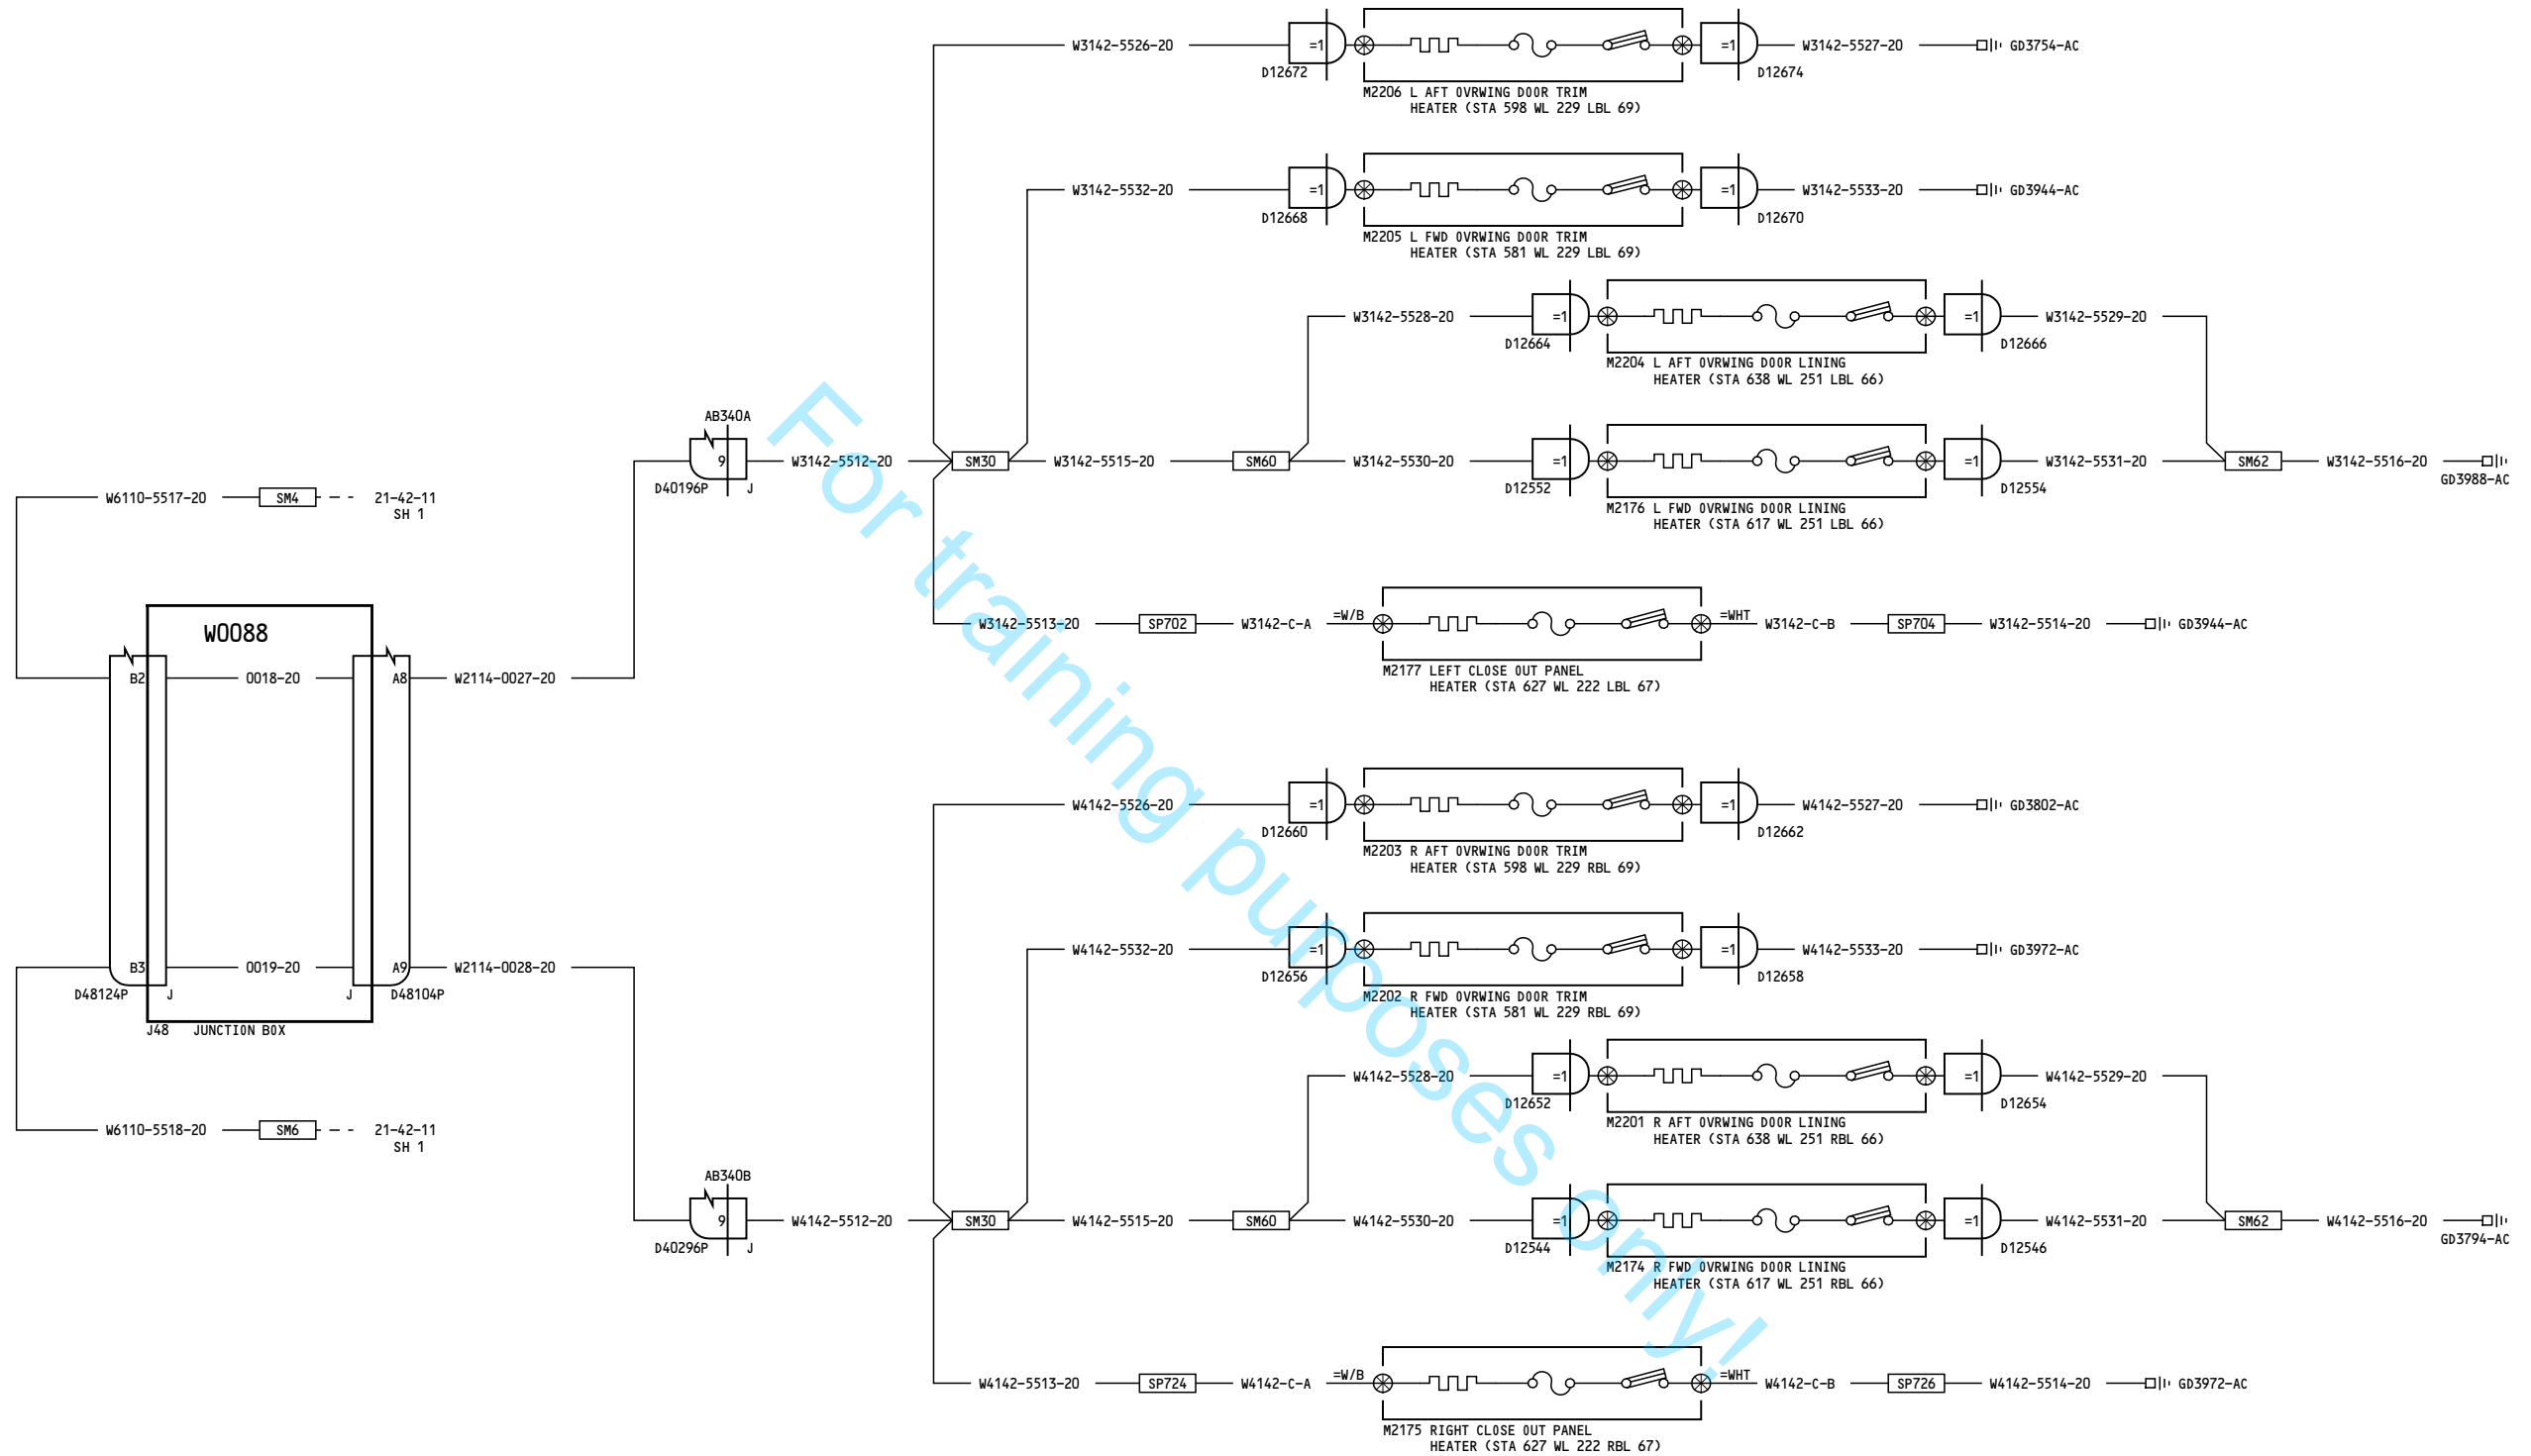 W3142-5526-20 =1 =1 W3142-5527-20 GD3754-AC
D12672 D12674
M2206 L AFT OVRWING DOOR TRIM
HEATER (STA 598 WL 229 LBL 69)
W3142-5532-20 =1 =1 W3142-5533-20 GD3944-AC
D12668 D12670
M2205 L FWD OVRWING DOOR TRIM
HEATER (STA 581 WL 229 LBL 69)
W3142-5528-20 =1 =1 W3142-5529-20
D12664 D12666
M2204 L AFT OVRWING DOOR LINING
HEATER (STA 638 WL 251 LBL 66)
AB340A
9 W3142-5512-20 SM30 W3142-5515-20 SM60 W3142-5530-20 =1 =1 W3142-5531-20 SM62 W3142-5516-20
GD3988-AC
D40196P J D12552 D12554
W6110-5517-20 SM4 21-42-11
SH 1
M2176 L FWD OVRWING DOOR LINING
HEATER (STA 617 WL 251 LBL 66)
W3142-5513-20 SP702 W3142-C-A =W/B =WHT W3142-C-B SP704 W3142-5514-20 GD3944-AC
W0088
M2177 LEFT CLOSE OUT PANEL
HEATER (STA 627 WL 222 LBL 67)
B2 0018-20 A8 W2114-0027-20
W4142-5526-20 =1 =1 W4142-5527-20 GD3802-AC
D12660 D12662
M2203 R AFT OVRWING DOOR TRIM
HEATER (STA 598 WL 229 RBL 69)
W4142-5532-20 =1 =1 W4142-5533-20 GD3972-AC
B3 0019-20 A9 W2114-0028-20
D12656 D12658
D48124P J J D48104P
M2202 R FWD OVRWING DOOR TRIM
HEATER (STA 581 WL 229 RBL 69)
J48 JUNCTION BOX
W4142-5528-20 =1 =1 W4142-5529-20
D12652 D12654
M2201 R AFT OVRWING DOOR LINING
HEATER (STA 638 WL 251 RBL 66)
W6110-5518-20 SM6 21-42-11
SH 1
AB340B
9 W4142-5512-20 SM30 W4142-5515-20 SM60 W4142-5530-20 =1 =1 W4142-5531-20 SM62 W4142-5516-20
GD3794-AC
D40296P J D12544 D12546
M2174 R FWD OVRWING DOOR LINING
HEATER (STA 617 WL 251 RBL 66)
W4142-5513-20 SP724 W4142-C-A =W/B =WHT W4142-C-B SP726 W4142-5514-20 GD3972-AC
M2175 RIGHT CLOSE OUT PANEL
HEATER (STA 627 WL 222 RBL 67)
For training purposes only!